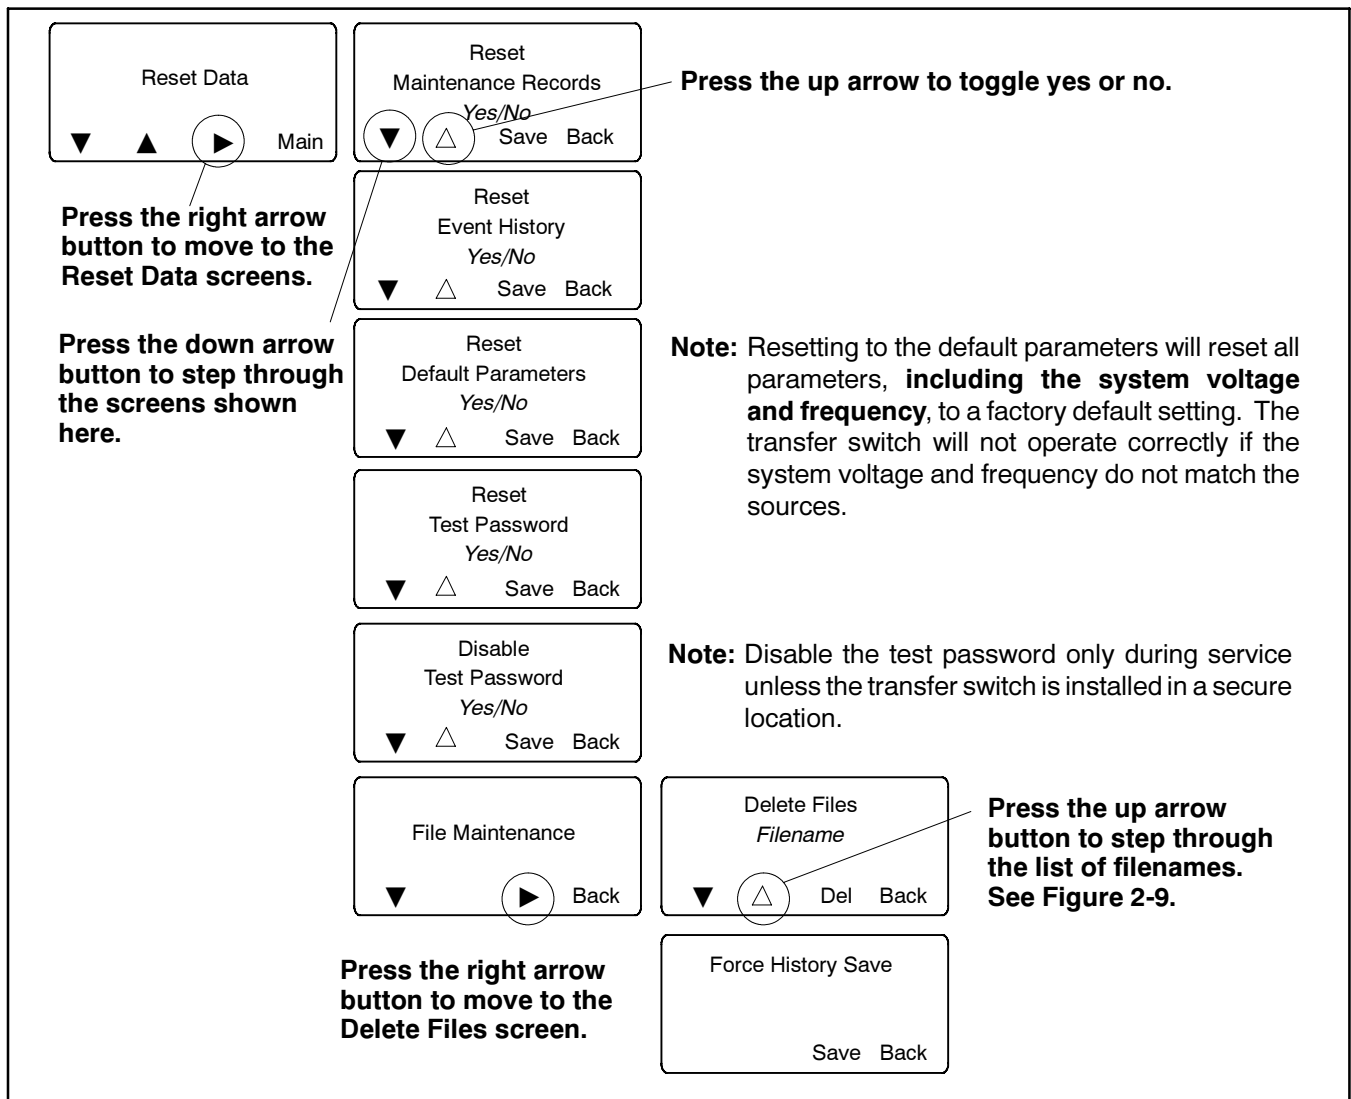 Reset Data
▼ ▲ ▶ Main
Reset
Maintenance Records
Yes/No
▼ △ Save Back
Press the up arrow to toggle yes or no.
Press the right arrow
button to move to the
Reset Data screens.
Reset
Event History
Yes/No
▼ △ Save Back
Press the down arrow
button to step through
the screens shown
here.
Reset
Default Parameters
Yes/No
▼ △ Save Back
Note: Resetting to the default parameters will reset all
parameters, including the system voltage
and frequency, to a factory default setting. The
transfer switch will not operate correctly if the
system voltage and frequency do not match the
sources.
Reset
Test Password
Yes/No
▼ △ Save Back
Disable
Test Password
Yes/No
▼ △ Save Back
Note: Disable the test password only during service
unless the transfer switch is installed in a secure
location.
File Maintenance
▼ ▶ Back
Delete Files
Filename
▼ △ Del Back
Press the up arrow
button to step through
the list of filenames.
See Figure 2-9.
Press the right arrow
button to move to the
Delete Files screen.
Force History Save
Save Back